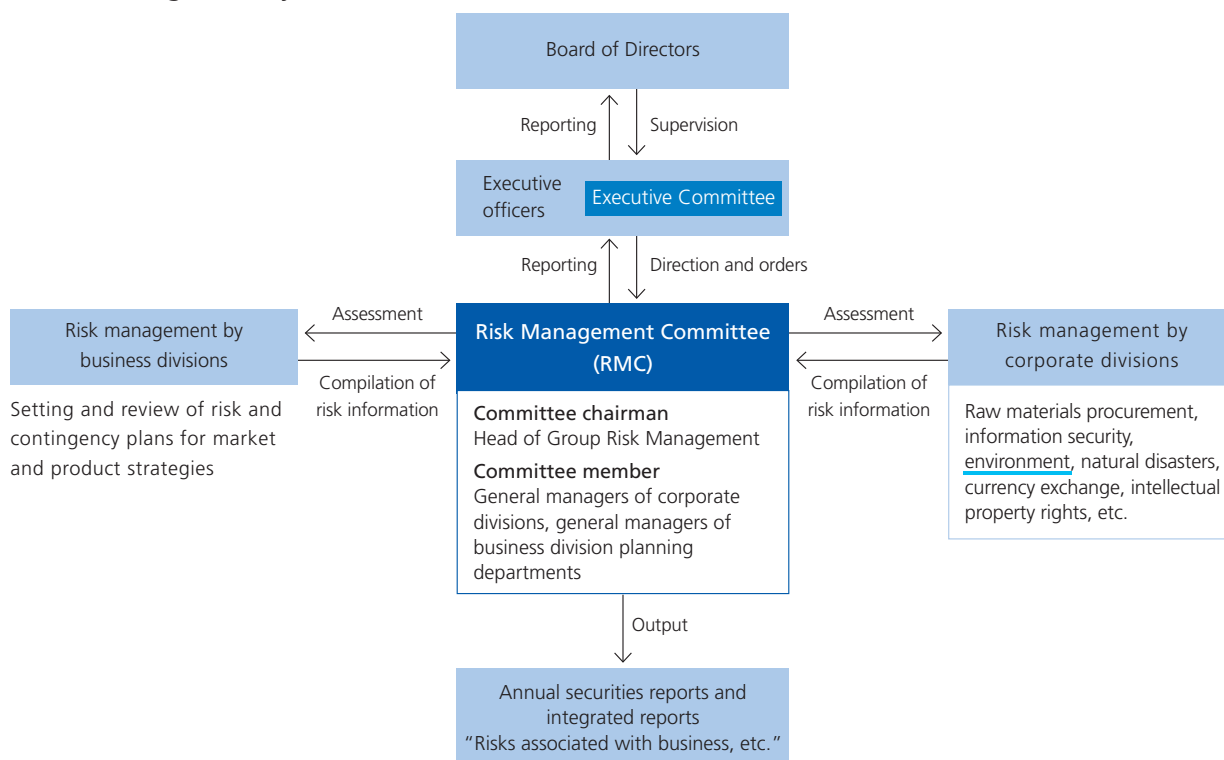 Board of Directors
Reporting
Supervision
Executive
officers
Executive Committee
Reporting
Direction and orders
Risk management by
business divisions
Setting and review of risk and
contingency plans for market
and product strategies
Assessment
Compilation of
risk information
Risk Management Committee
(RMC)
Committee chairman
Head of Group Risk Management
Committee member
General managers of corporate
divisions, general managers of
business division planning
departments
Assessment
Compilation of
risk information
Risk management by
corporate divisions
Raw materials procurement,
information security,
environment, natural disasters,
currency exchange, intellectual
property rights, etc.
Output
Annual securities reports and
integrated reports
“Risks associated with business, etc.”